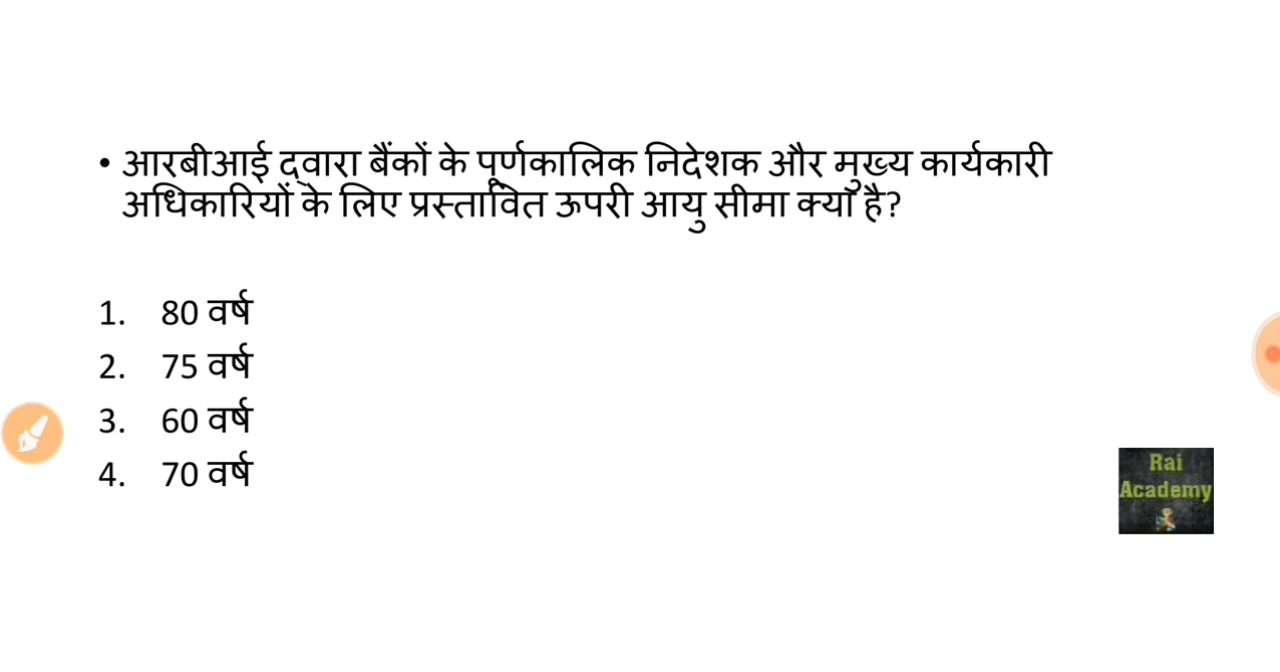 • आरबीआई द्वारा बैंकों के पूर्णकालिक निदेशक और मुख्य कार्यकारी
अधिकारियों के लिए प्रस्तावित ऊपरी आयु सीमा क्या है?
1. 80 वर्ष
2. 75 वर्ष
3. 60 वर्ष
4. 70 वर्ष
Rai
Academy